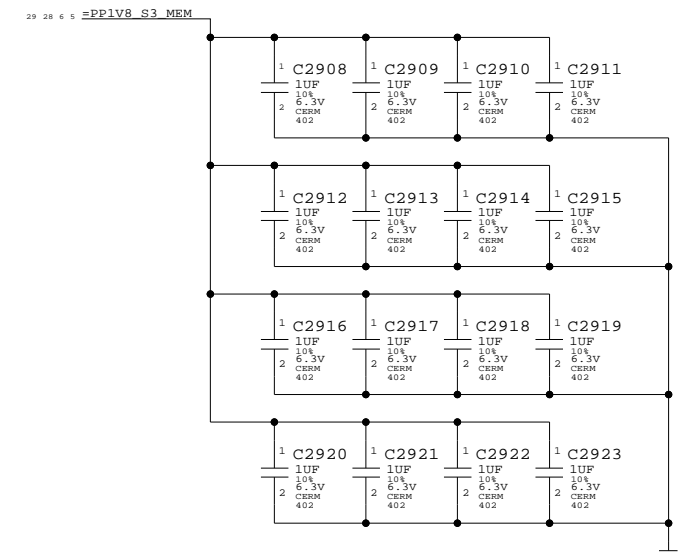 29 28 6 5 =PP1V8_S3_MEM
1 C2908 1 C2909 1 C2910 1 C2911
1UF 1UF 1UF 1UF
10% 10% 10% 10%
2 6.3V 2 6.3V 2 6.3V 2 6.3V
CERM CERM CERM CERM
402 402 402 402
1 C2912 1 C2913 1 C2914 1 C2915
1UF 1UF 1UF 1UF
10% 10% 10% 10%
2 6.3V 2 6.3V 2 6.3V 2 6.3V
CERM CERM CERM CERM
402 402 402 402
1 C2916 1 C2917 1 C2918 1 C2919
1UF 1UF 1UF 1UF
10% 10% 10% 10%
2 6.3V 2 6.3V 2 6.3V 2 6.3V
CERM CERM CERM CERM
402 402 402 402
1 C2920 1 C2921 1 C2922 1 C2923
1UF 1UF 1UF 1UF
10% 10% 10% 10%
2 6.3V 2 6.3V 2 6.3V 2 6.3V
CERM CERM CERM CERM
402 402 402 402